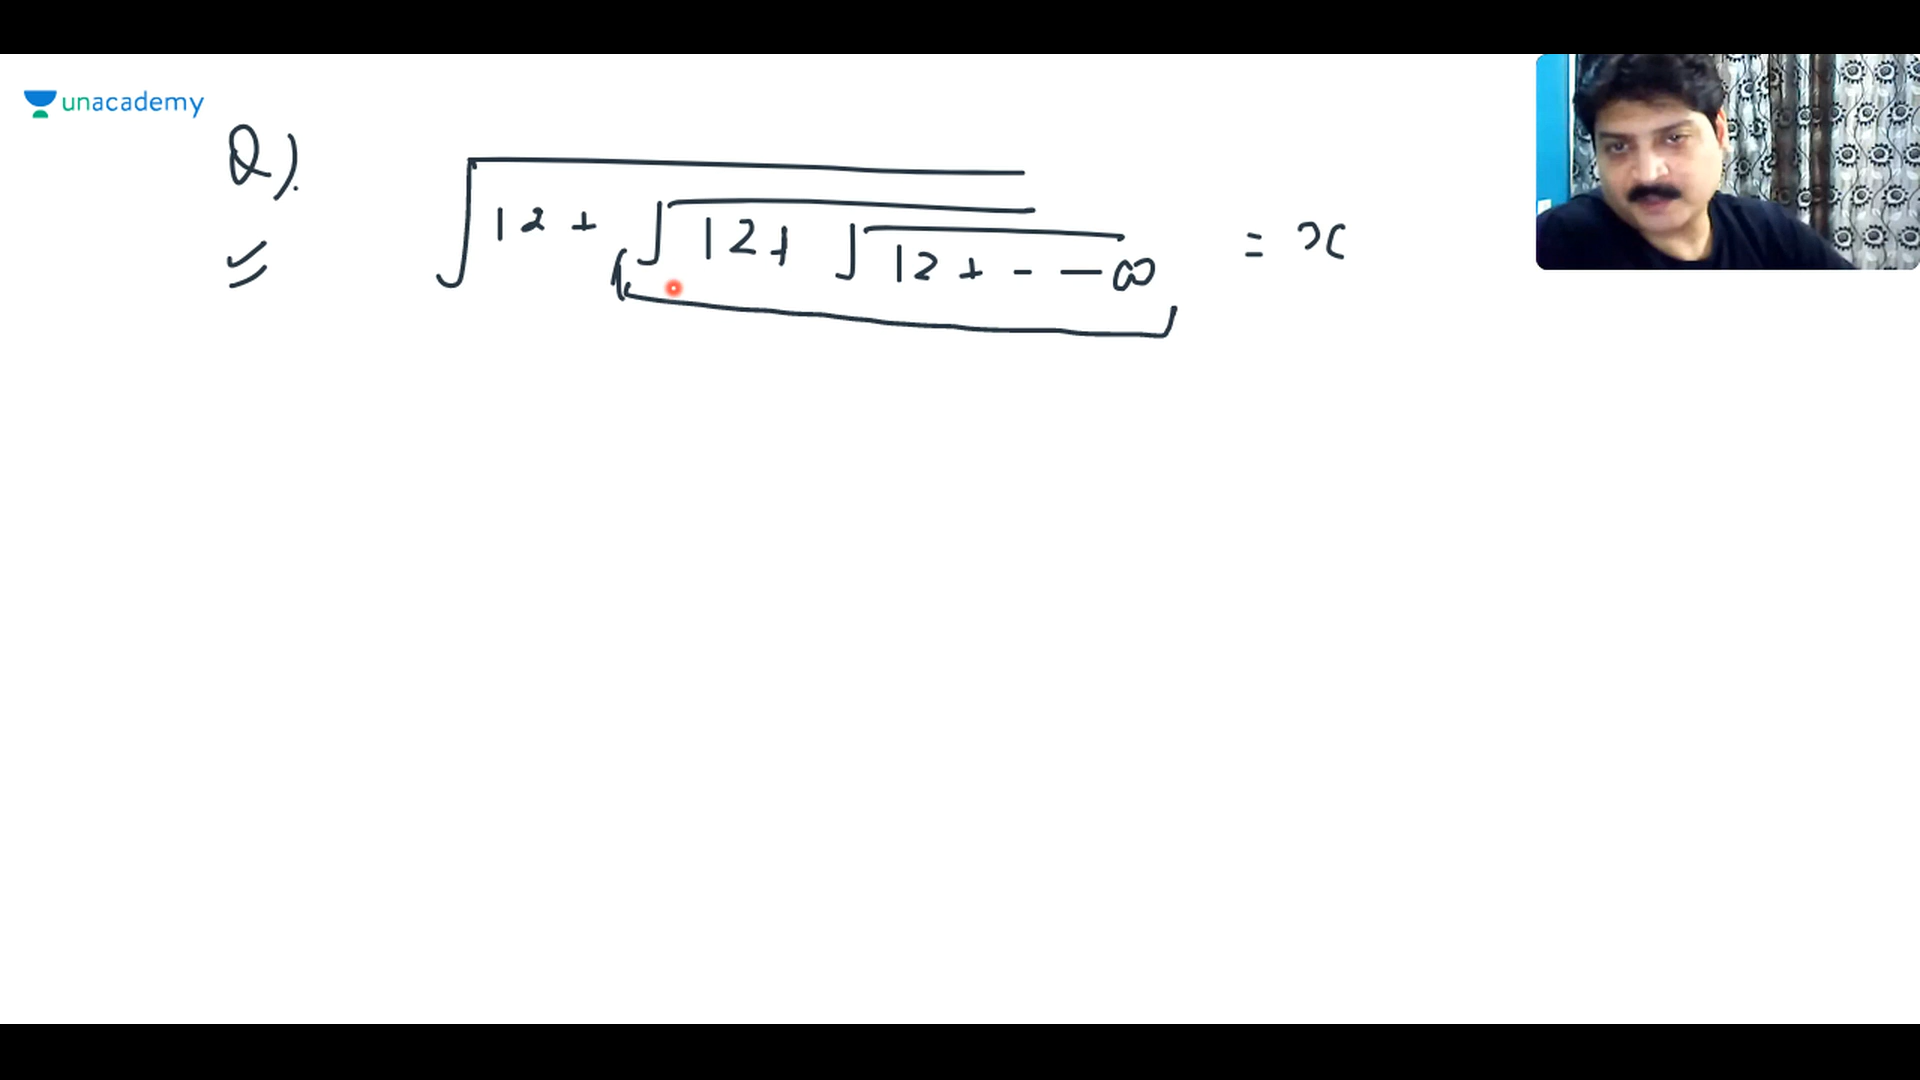 unacademy
Q).
√12 + √12 + √12 + - - ∞ = x